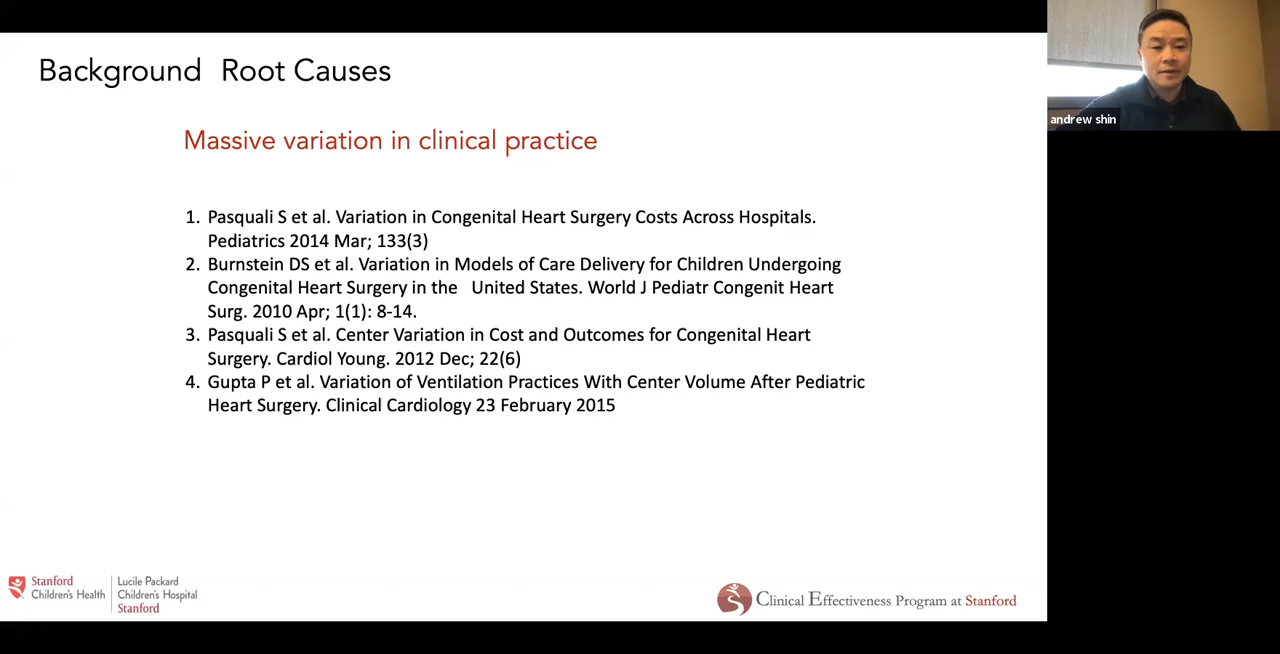 Background Root Causes
andrew shin
Massive variation in clinical practice
1. Pasquali S et al. Variation in Congenital Heart Surgery Costs Across Hospitals.
Pediatrics 2014 Mar; 133(3)
2. Burnstein DS et al. Variation in Models of Care Delivery for Children Undergoing
Congenital Heart Surgery in the United States. World J Pediatr Congenit Heart
Surg. 2010 Apr; 1(1): 8-14.
3. Pasquali S et al. Center Variation in Cost and Outcomes for Congenital Heart
Surgery. Cardiol Young. 2012 Dec; 22(6)
4. Gupta P et al. Variation of Ventilation Practices With Center Volume After Pediatric
Heart Surgery. Clinical Cardiology 23 February 2015
Stanford
Children's Health
Lucile Packard
Children's Hospital
Stanford
Clinical Effectiveness Program at Stanford